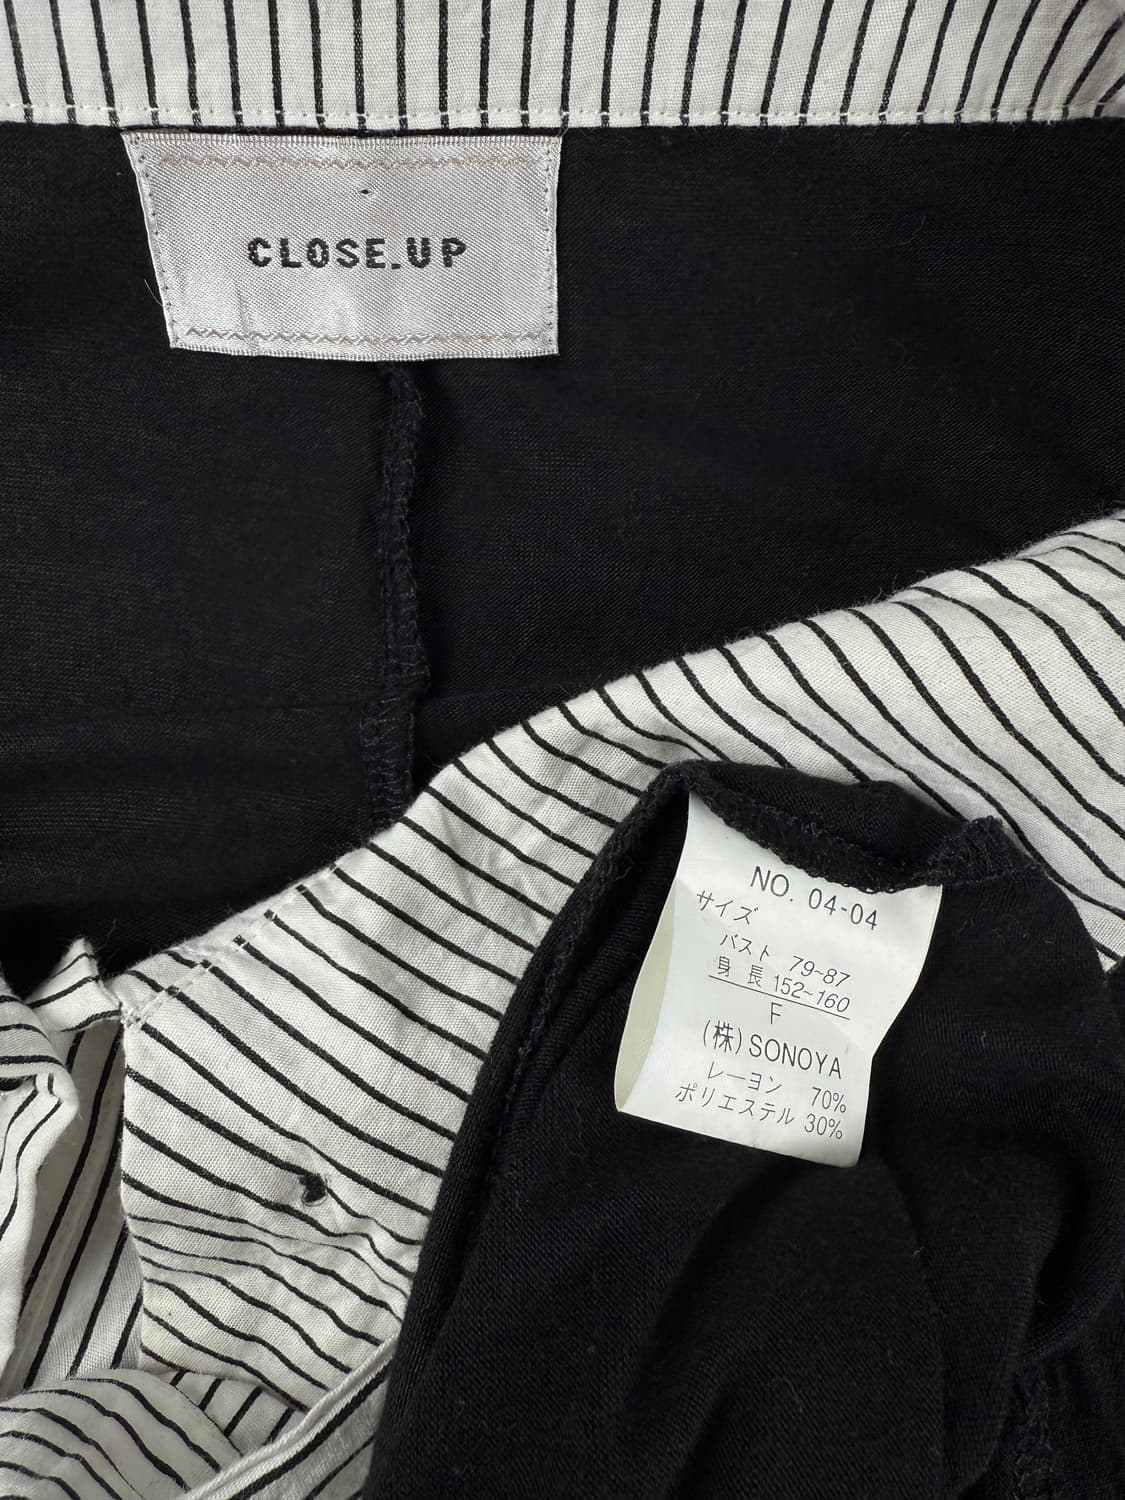 CLOSE.UP
NO. 04-04
サイズ
バスト 79~87
身長 152~160
F
(株) SONOYA
レーヨン 70%
ポリエステル 30%